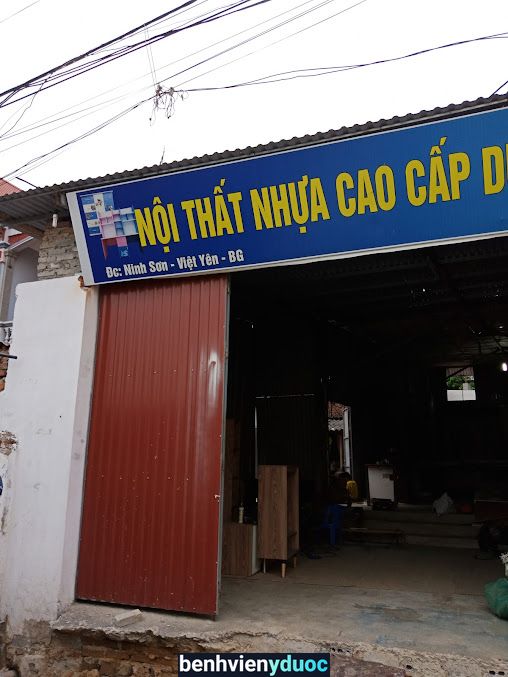 NỘI THẤT NHỰA CAO CẤP
Đc: Ninh Sơn - Việt Yên - BG
benhvienyduoc